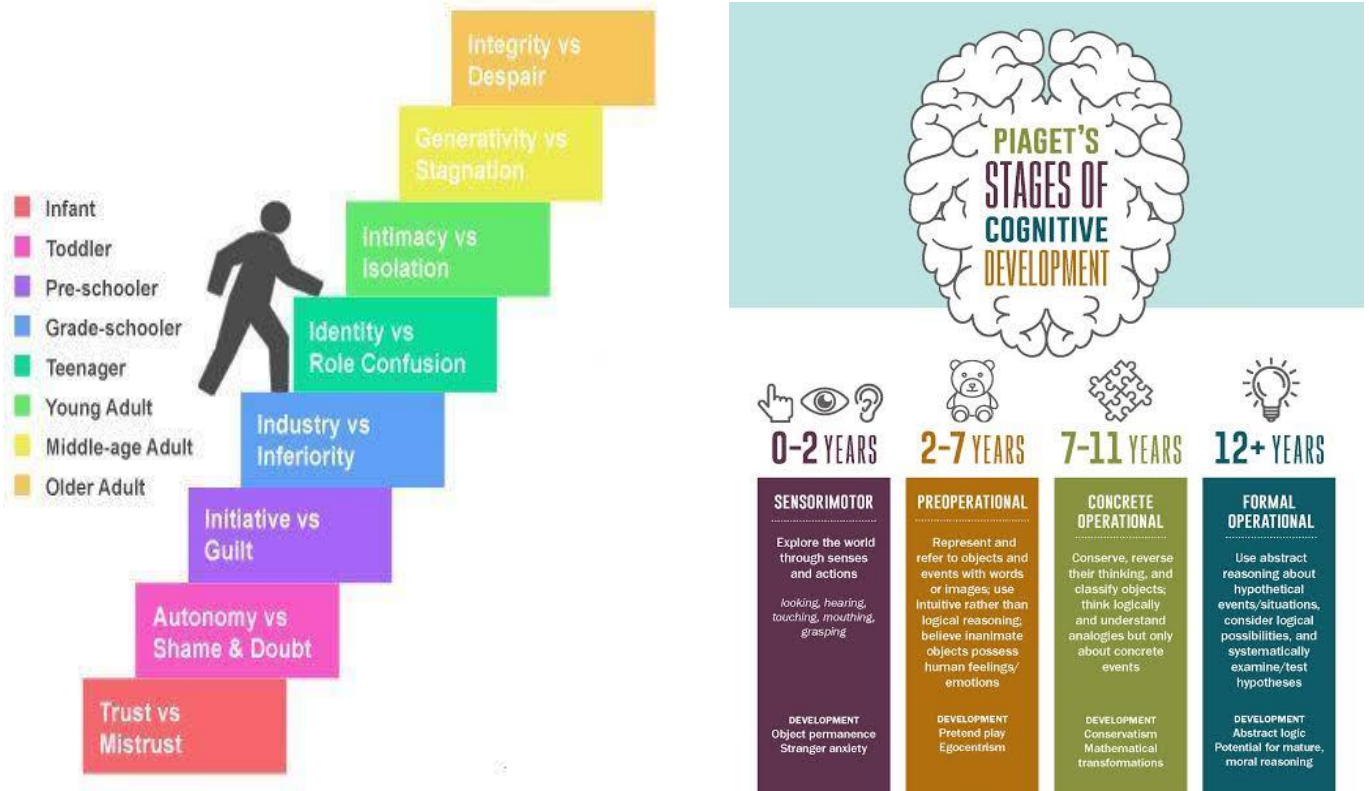 Integrity vs
Despair
Generativity vs
Stagnation
Intimacy vs
Isolation
Identity vs
Role Confusion
Industry vs
Inferiority
Initiative vs
Guilt
Autonomy vs
Shame & Doubt
Trust vs
Mistrust
Infant
Toddler
Pre-schooler
Grade-schooler
Teenager
Young Adult
Middle-age Adult
Older Adult
PIAGET'S
STAGES OF
COGNITIVE
DEVELOPMENT
0-2 YEARS
SENSORIMOTOR
Explore the world
through senses
and actions
looking, hearing,
touching, mouthing,
grasping
DEVELOPMENT
Object permanence
Stranger anxiety
2-7 YEARS
PREOPERATIONAL
Represent and
refer to objects and
events with words
or images; use
intuitive rather than
logical reasoning;
believe inanimate
objects possess
human feelings/
emotions
DEVELOPMENT
Pretend play
Egocentrism
7-11 YEARS
CONCRETE
OPERATIONAL
Conserve, reverse
their thinking, and
classify objects;
think logically
and understand
analogies but only
about concrete
events
DEVELOPMENT
Conservatism
Mathematical
transformations
12+ YEARS
FORMAL
OPERATIONAL
Use abstract
reasoning about
hypothetical
events/situations,
consider logical
possibilities, and
systematically
examine/test
hypotheses
DEVELOPMENT
Abstract logic
Potential for mature,
moral reasoning